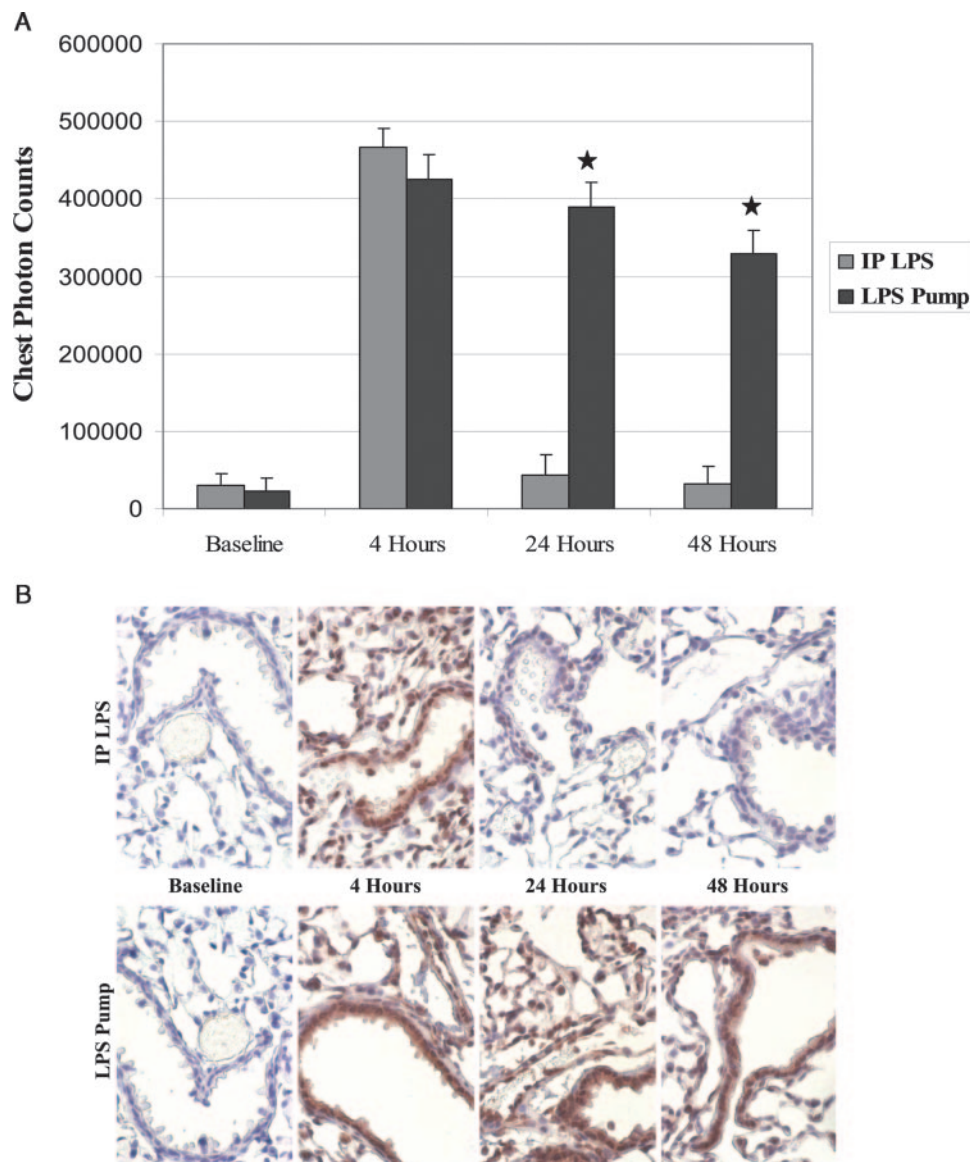 A
600000
500000
400000
300000
200000
100000
0
Chest Photon Counts
Baseline
4 Hours
24 Hours
48 Hours
IP LPS
LPS Pump
B
IP LPS
Baseline
4 Hours
24 Hours
48 Hours
LPS Pump